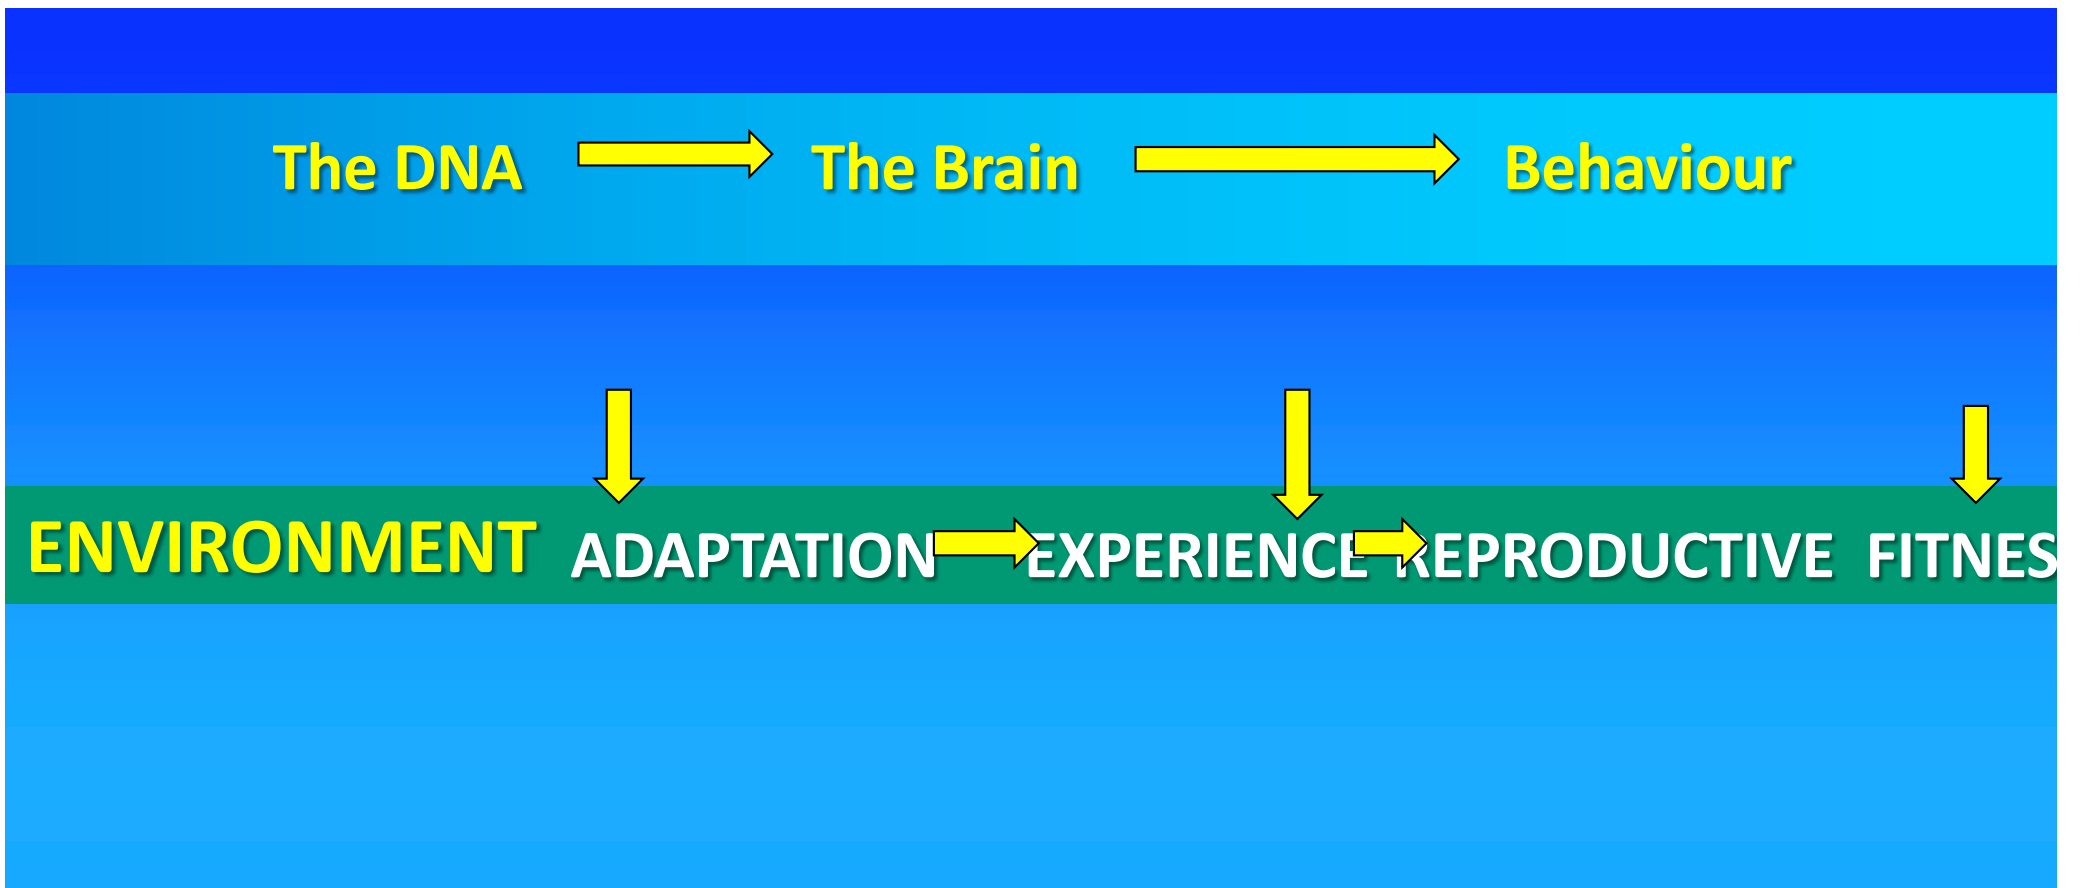 The DNA The Brain Behaviour
ENVIRONMENT ADAPTATION EXPERIENCE REPRODUCTIVE FITNES